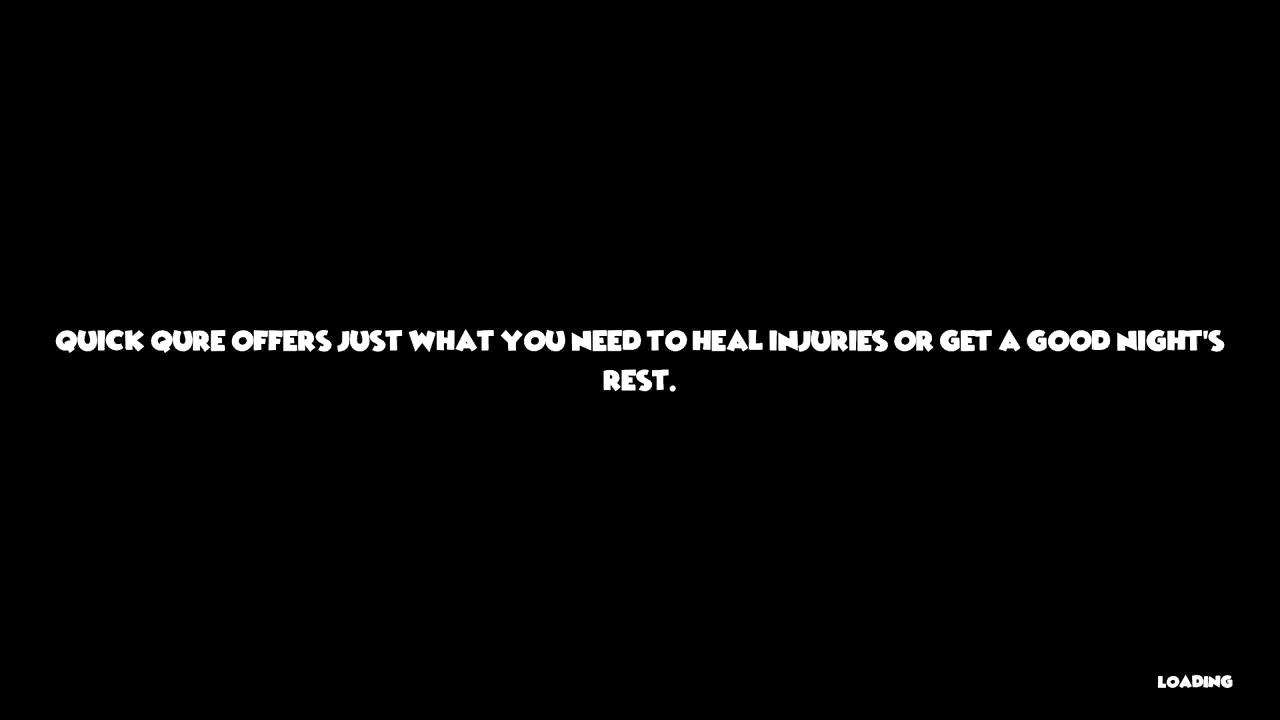 QUICK QURE OFFERS JUST WHAT YOU NEED TO HEAL INJURIES OR GET A GOOD NIGHT'S
REST.
LOADING